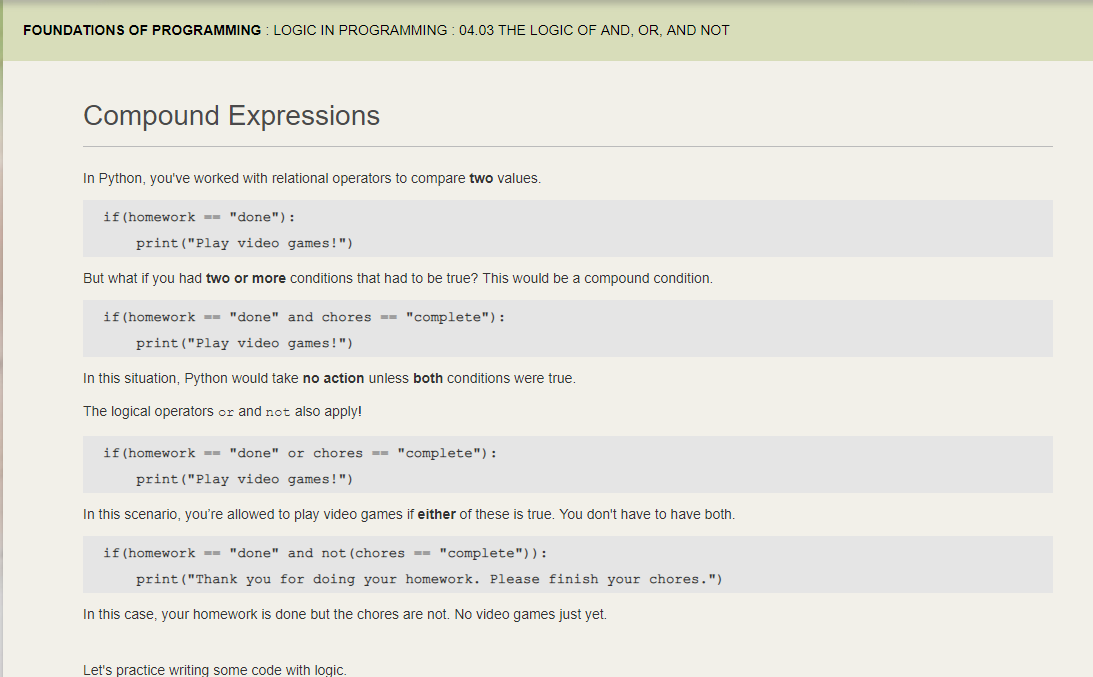 FOUNDATIONS OF PROGRAMMING : LOGIC IN PROGRAMMING : 04.03 THE LOGIC OF AND, OR, AND NOT
Compound Expressions
In Python, you've worked with relational operators to compare two values.
if(homework == "done"):
    print("Play video games!")
But what if you had two or more conditions that had to be true? This would be a compound condition.
if(homework == "done" and chores == "complete"):
    print("Play video games!")
In this situation, Python would take no action unless both conditions were true.
The logical operators or and not also apply!
if(homework == "done" or chores == "complete"):
    print("Play video games!")
In this scenario, you’re allowed to play video games if either of these is true. You don't have to have both.
if(homework == "done" and not(chores == "complete")):
    print("Thank you for doing your homework. Please finish your chores.")
In this case, your homework is done but the chores are not. No video games just yet.
Let's practice writing some code with logic.